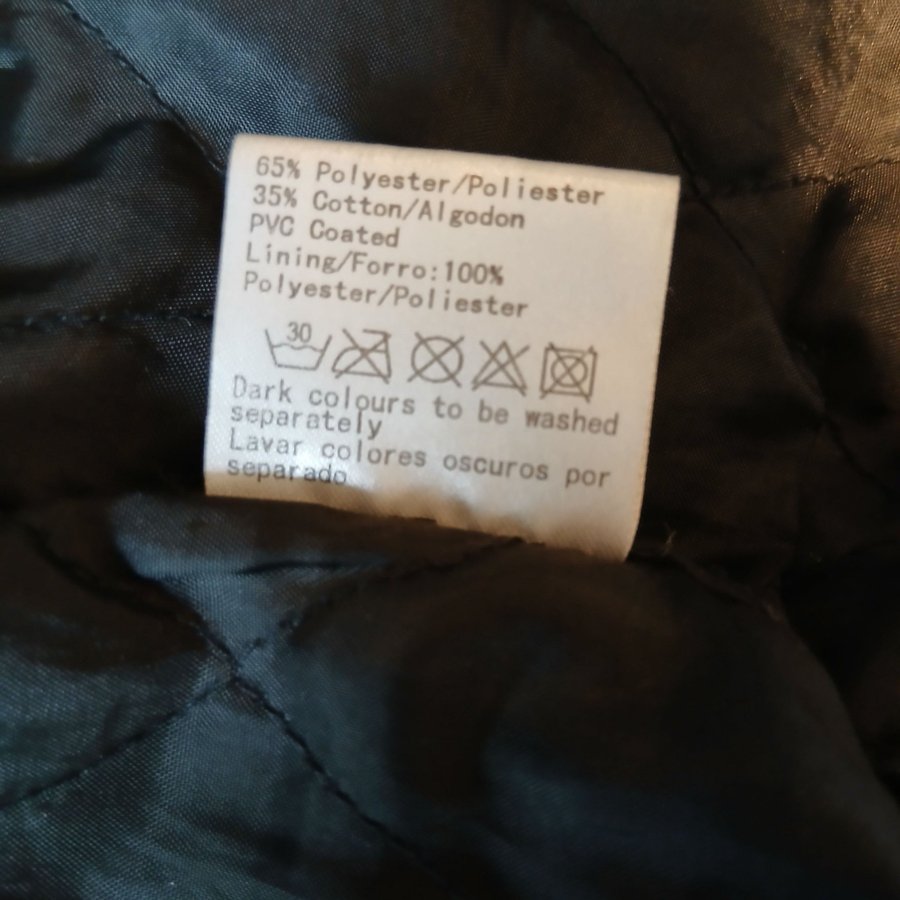 65% Polyester/Poliester
35% Cotton/Algodon
PVC Coated
Lining/Forro:100%
Polyester/Poliester
30
Dark colours to be washed
separately
Lavar colores oscuros por
separado